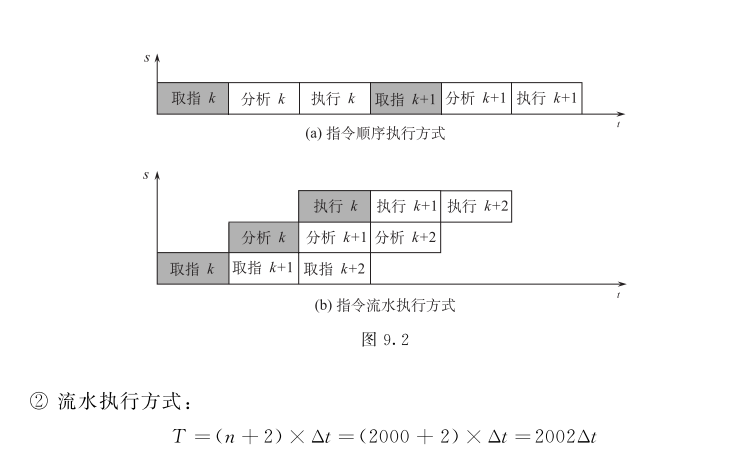 s
取指 k 分析 k 执行 k 取指 k+1 分析 k+1 执行 k+1
t
(a) 指令顺序执行方式
s
执行 k 执行 k+1 执行 k+2
分析 k 分析 k+1 分析 k+2
取指 k 取指 k+1 取指 k+2
t
(b) 指令流水执行方式
图 9.2
② 流水执行方式：
T = (n + 2) × Δt = (2000 + 2) × Δt = 2002Δt